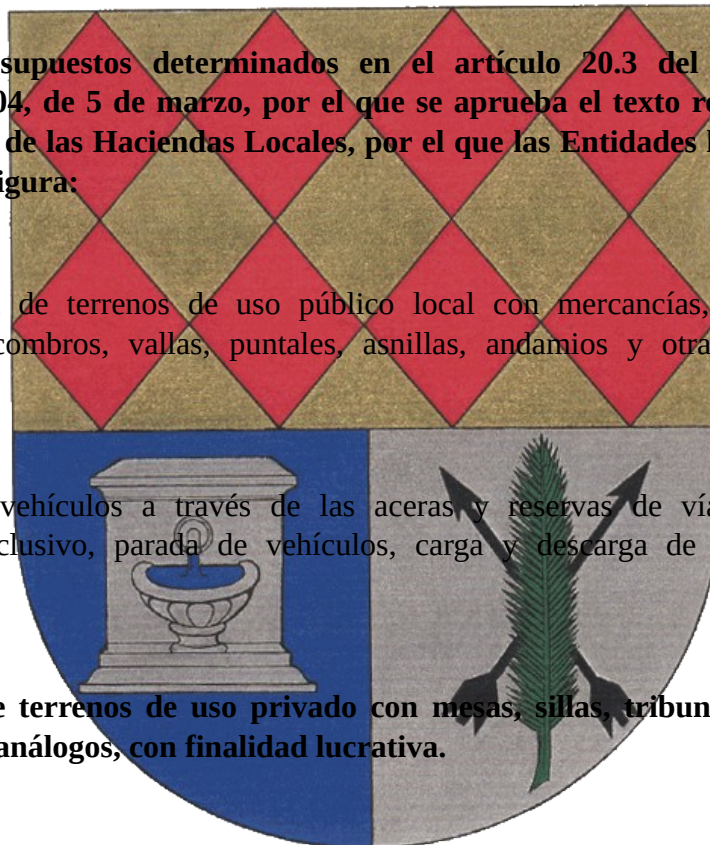 supuestos determinados en el artículo 20.3 del
04, de 5 de marzo, por el que se aprueba el texto re
de las Haciendas Locales, por el que las Entidades l
igura:
de terrenos de uso público local con mercancías,
combros, vallas, puntales, asnillas, andamios y otra
vehículos a través de las aceras y reservas de vía
clusivo, parada de vehículos, carga y descarga de
e terrenos de uso privado con mesas, sillas, tribun
análogos, con finalidad lucrativa.